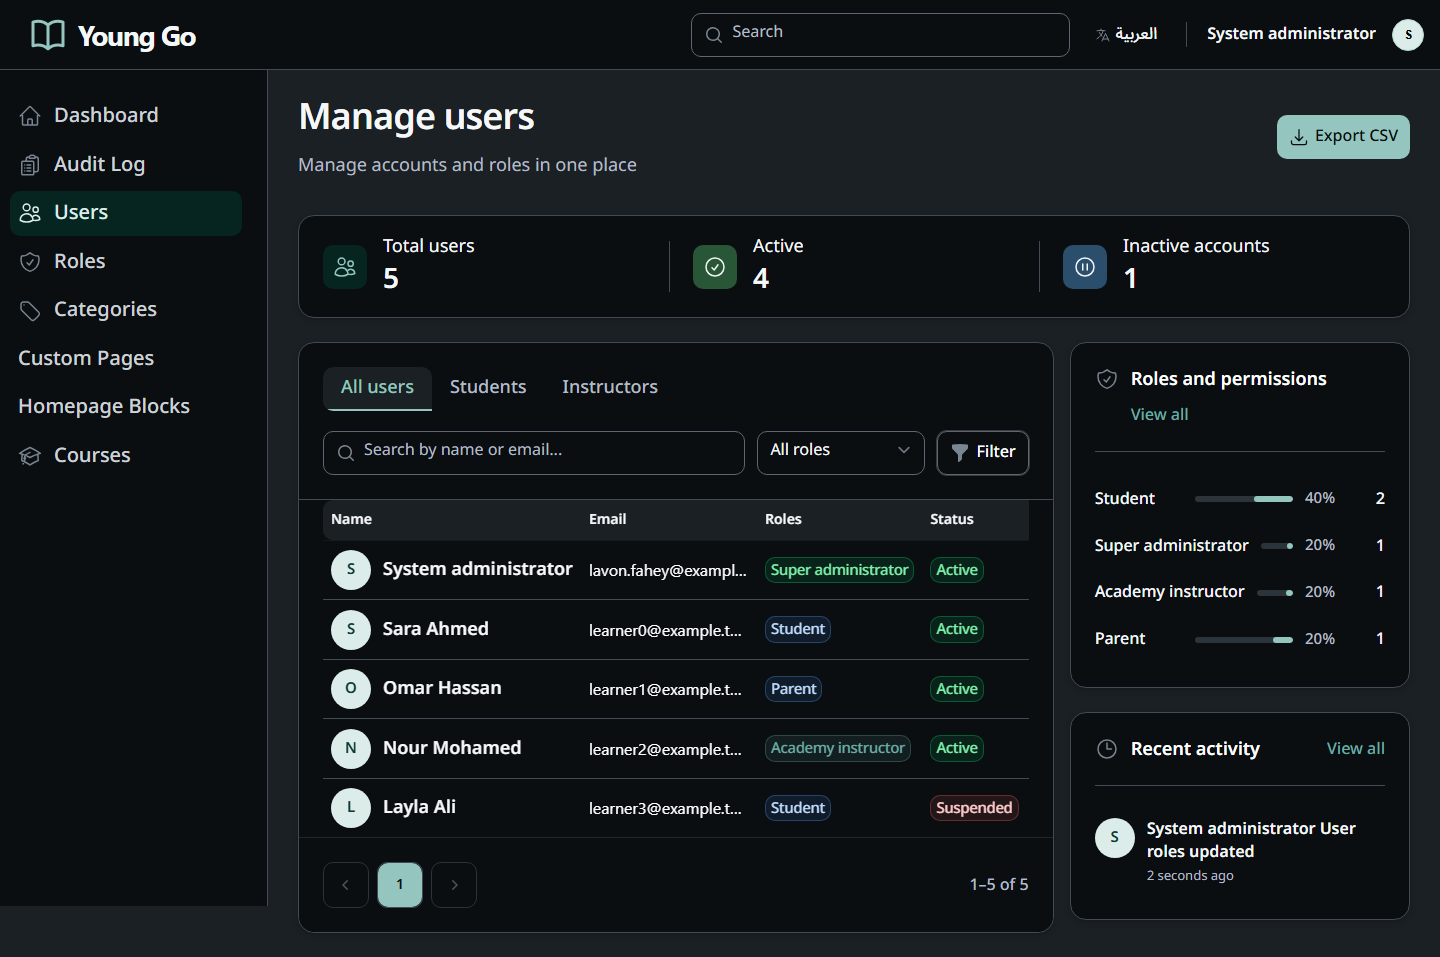 Young Go
Search
العربية
System administrator
S
Dashboard
Audit Log
Users
Roles
Categories
Custom Pages
Homepage Blocks
Courses
Manage users
Manage accounts and roles in one place
Export CSV
Total users
5
Active
4
Inactive accounts
1
All users Students Instructors
Search by name or email...
All roles
Filter
Name Email Roles Status
S System administrator lavon.fahey@exampl... Super administrator Active
S Sara Ahmed learner0@example.t... Student Active
O Omar Hassan learner1@example.t... Parent Active
N Nour Mohamed learner2@example.t... Academy instructor Active
L Layla Ali learner3@example.t... Student Suspended
‹ 1 ›
1–5 of 5
Roles and permissions
View all
Student 40% 2
Super administrator 20% 1
Academy instructor 20% 1
Parent 20% 1
Recent activity View all
S
System administrator User
roles updated
2 seconds ago